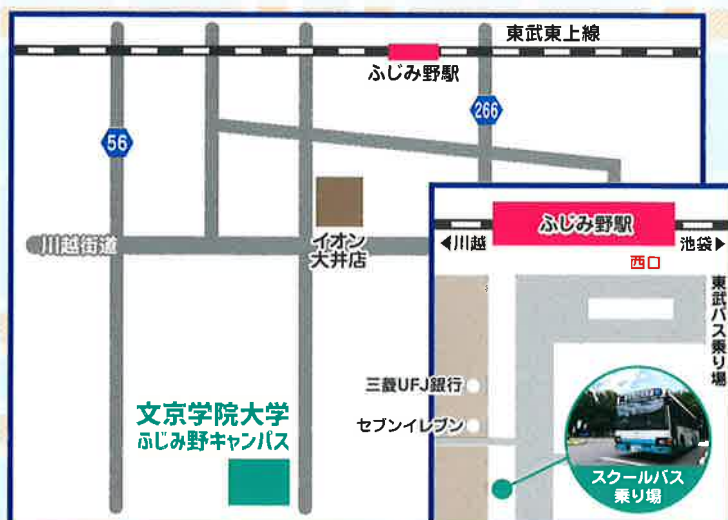 東武東上線
ふじみ野駅
56
266
川越街道
イオン
大井店
文京学院大学
ふじみ野キャンパス
ふじみ野駅
◀川越
池袋▶
西口
東武バス乗り場
三菱UFJ銀行
セブンイレブン
スクールバス
乗り場